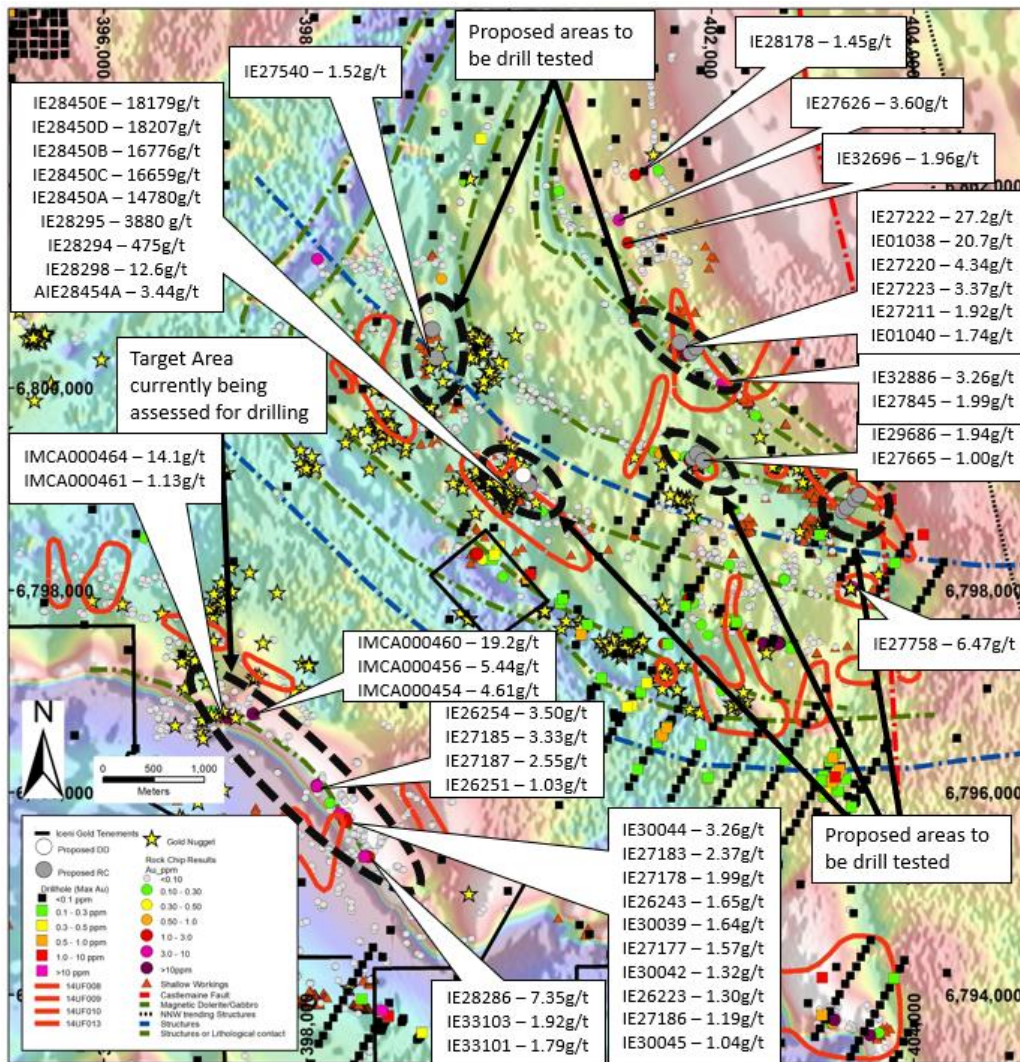 396,000
398
402,000
404,000
Proposed areas to
be drill tested
IE28178 – 1.45g/t
IE27540 – 1.52g/t
IE27626 – 3.60g/t
IE32696 – 1.96g/t
IE28450E – 18179g/t
IE28450D – 18207g/t
IE28450B – 16776g/t
IE28450C – 16659g/t
IE28450A – 14780g/t
IE28295 – 3880 g/t
IE28294 – 475g/t
IE28298 – 12.6g/t
AIE28454A – 3.44g/t
IE27222 – 27.2g/t
IE01038 – 20.7g/t
IE27220 – 4.34g/t
IE27223 – 3.37g/t
IE27211 – 1.92g/t
IE01040 – 1.74g/t
Target Area
currently being
assessed for drilling
6,800,000
IE32886 – 3.26g/t
IE27845 – 1.99g/t
IE29686 – 1.94g/t
IE27665 – 1.00g/t
IMCA000464 – 14.1g/t
IMCA000461 – 1.13g/t
6,798,000
6,798,000
IE27758 – 6.47g/t
IMCA000460 – 19.2g/t
IMCA000456 – 5.44g/t
IMCA000454 – 4.61g/t
IE26254 – 3.50g/t
IE27185 – 3.33g/t
IE27187 – 2.55g/t
IE26251 – 1.03g/t
N
0 500 1,000
Meters
6,796,000
Proposed areas to
be drill tested
IE30044 – 3.26g/t
IE27183 – 2.37g/t
IE27178 – 1.99g/t
IE26243 – 1.65g/t
IE30039 – 1.64g/t
IE27177 – 1.57g/t
IE30042 – 1.32g/t
IE26223 – 1.30g/t
IE27186 – 1.19g/t
IE30045 – 1.04g/t
IE28286 – 7.35g/t
IE33103 – 1.92g/t
IE33101 – 1.79g/t
6,794,000
398,000
404,000
Iceni Gold Tenements
Proposed DD
Proposed RC
Drillhole (Max Au)
<0.1 ppm
0.1 - 0.3 ppm
0.3 - 0.5 ppm
0.5 - 1.0 ppm
1.0 - 10 ppm
>10 ppm
14UF008
14UF009
14UF010
14UF013
Gold Nugget
Rock Chip Results
Au_ppm
<0.10
0.10 - 0.30
0.30 - 0.50
0.50 - 1.0
1.0 - 3.0
3.0 - 10
>10ppm
Shallow Workings
Castlemaine Fault
Magnetic Dolerite/Gabbro
NNW trending Structures
Structures
Structures or Lithological contact